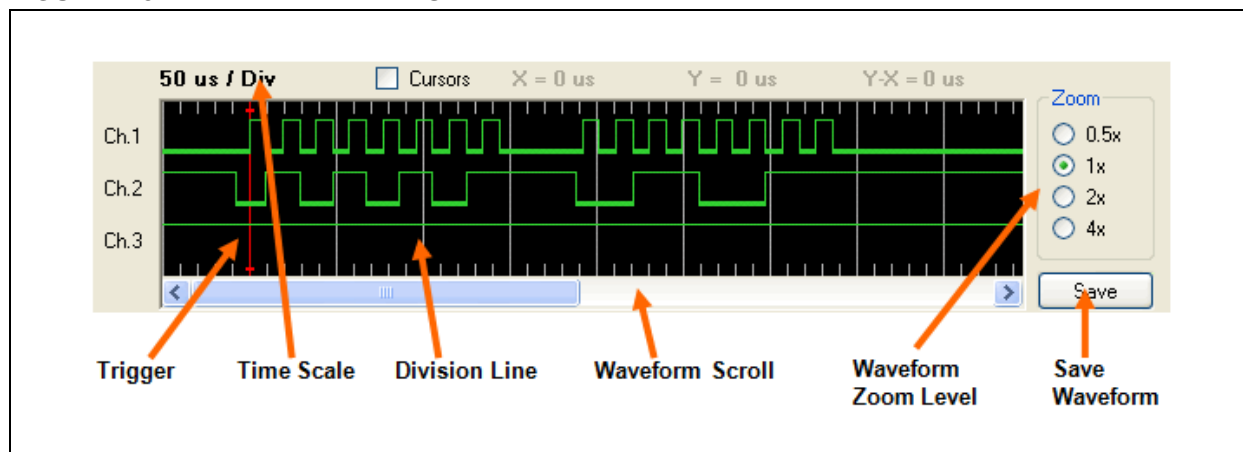 50 us / Div Cursors X = 0 us Y = 0 us Y-X = 0 us
Zoom
0.5x
1x
2x
4x
Ch.1
Ch.2
Ch.3
Save
Trigger
Time Scale
Division Line
Waveform Scroll
Waveform
Zoom Level
Save
Waveform